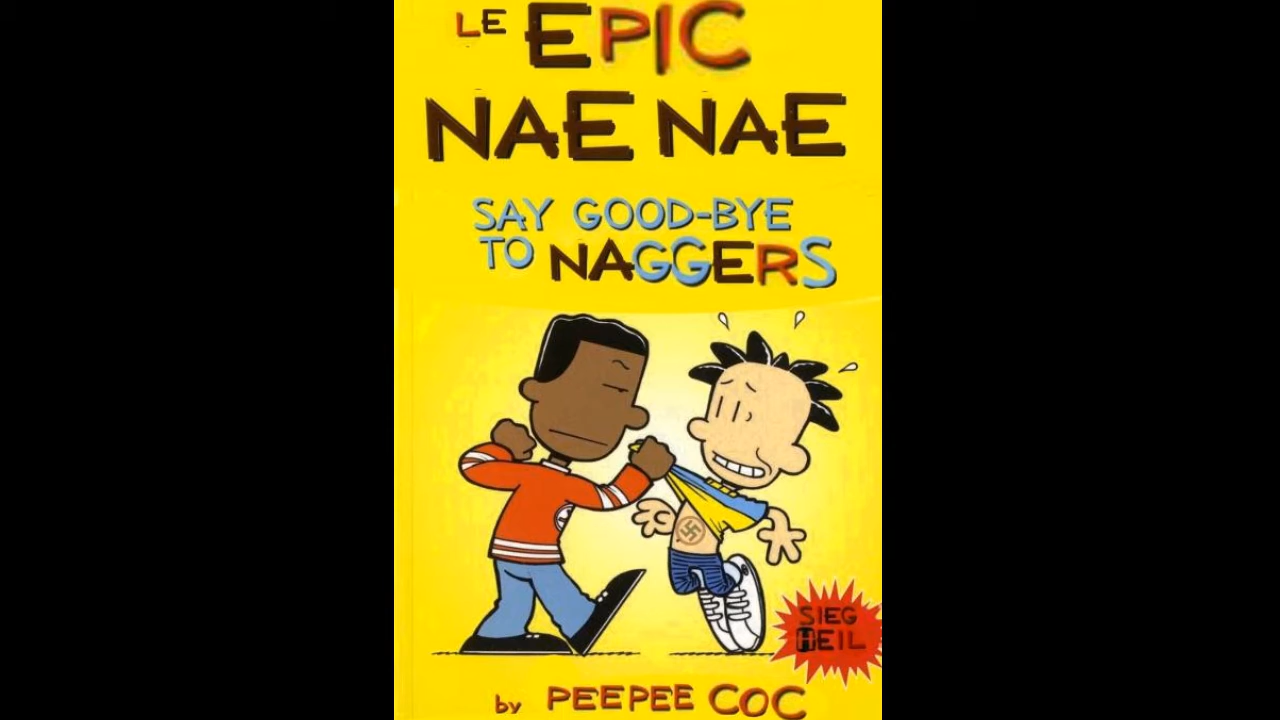 LE EPIC
NAE NAE
SAY GOOD-BYE
TO NAGGERS
SIEG
HEIL
by PEEPEE COC